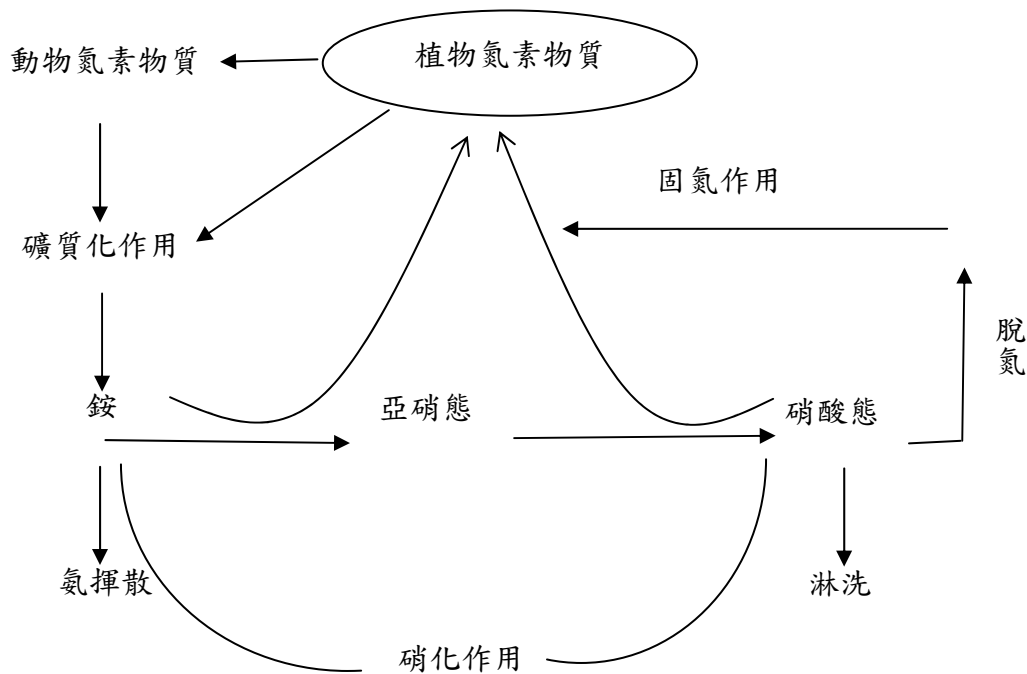 植物氮素物質
動物氮素物質
固氮作用
礦質化作用
脫氮
銨
亞硝態
硝酸態
氨揮散
淋洗
硝化作用